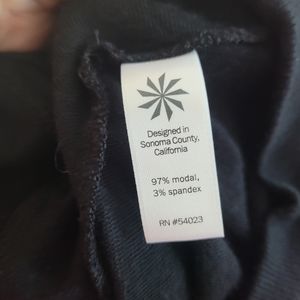 Designed in
Sonoma County,
California
97% modal,
3% spandex
RN #54023